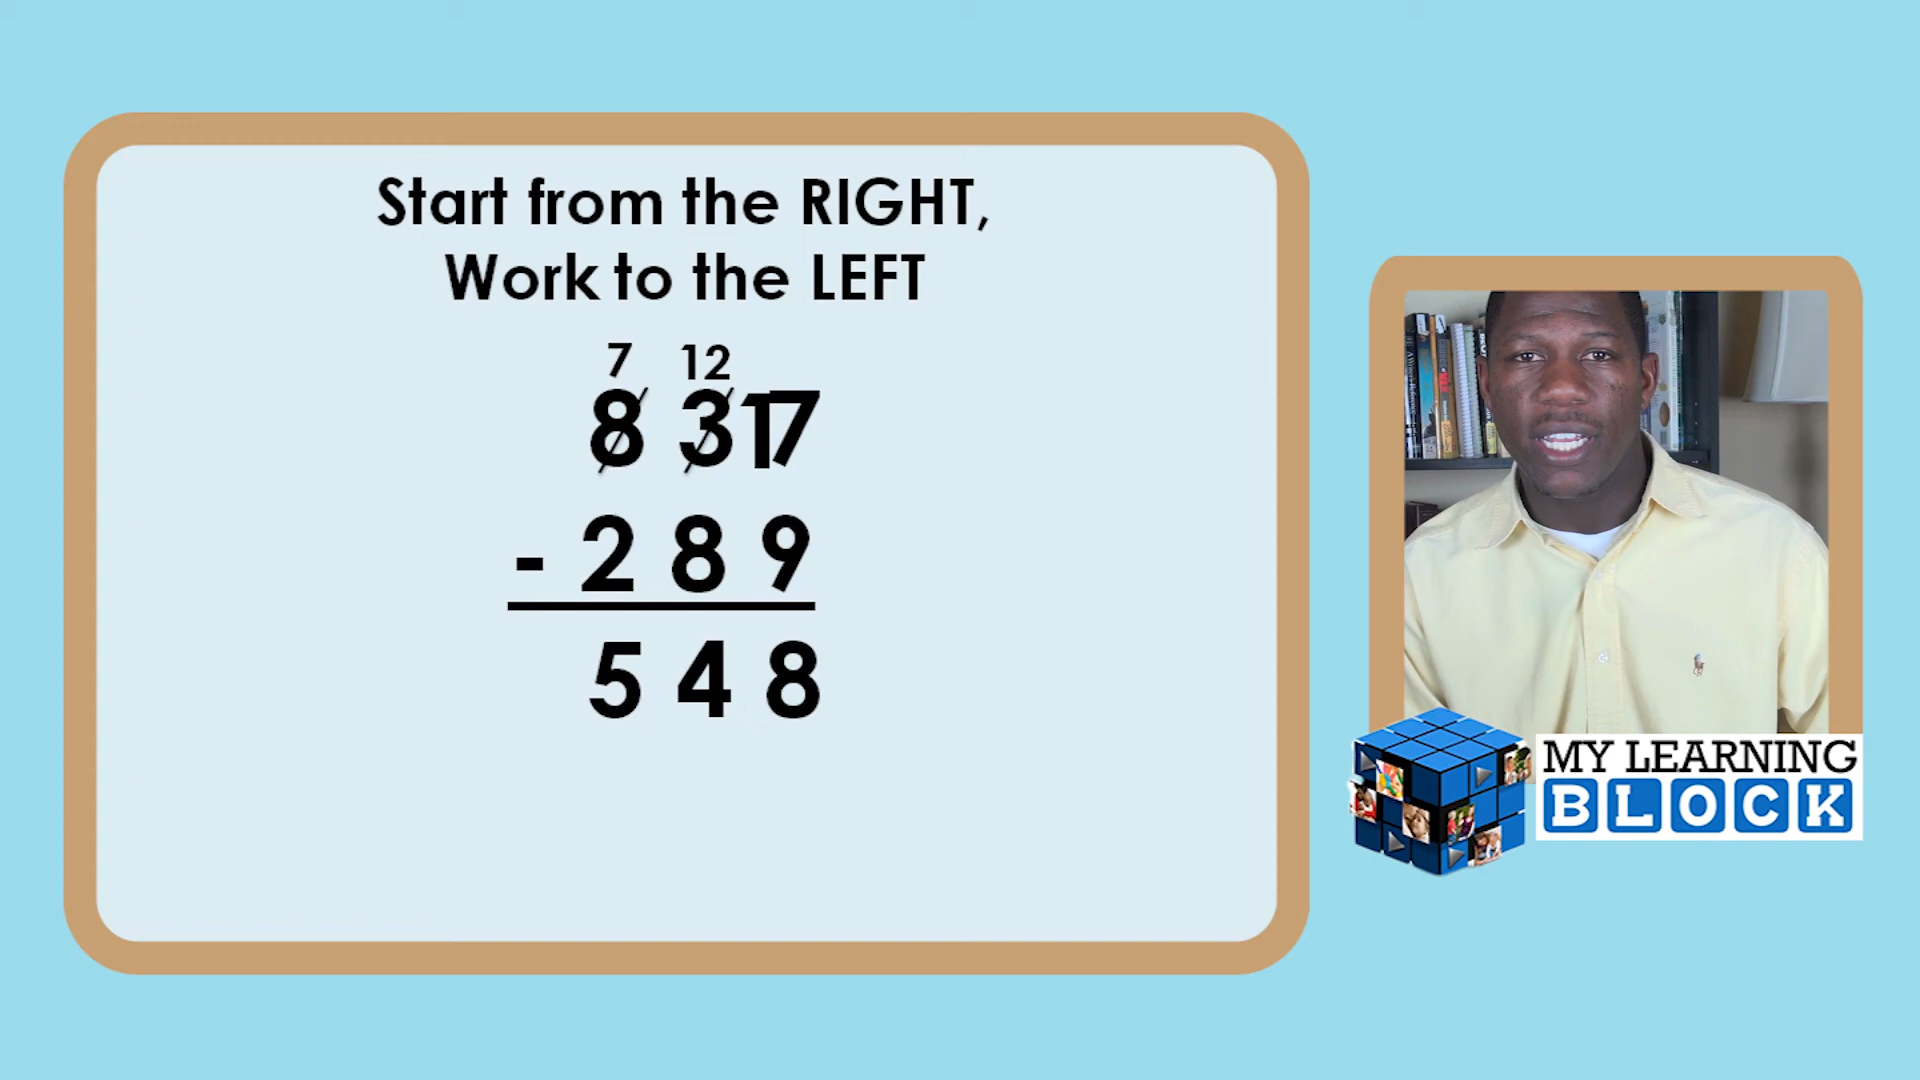 Start from the RIGHT,
Work to the LEFT
7 12
8 3 17
- 2 8 9
5 4 8
MY LEARNING
BLOCK